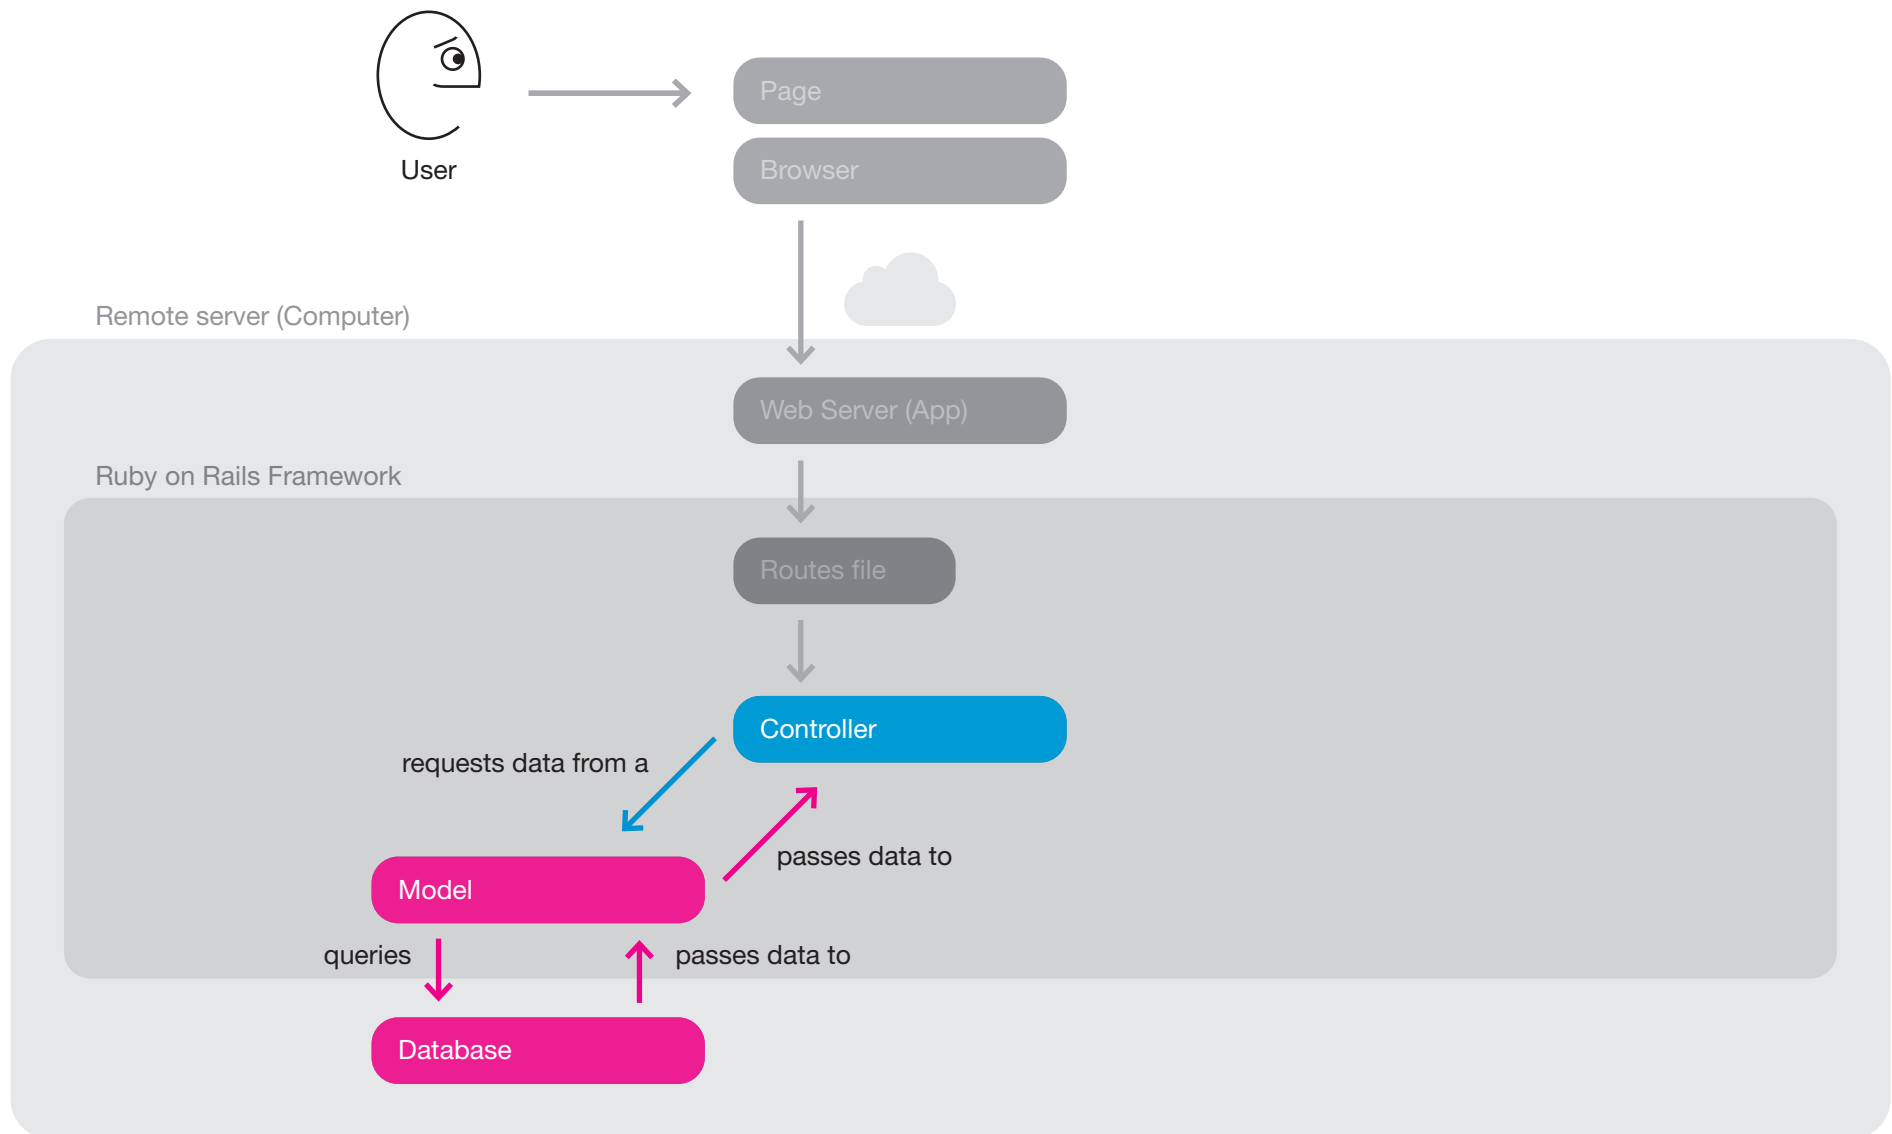 Page
Browser
User
Remote server (Computer)
Web Server (App)
Ruby on Rails Framework
Routes file
Controller
requests data from a
passes data to
Model
queries
passes data to
Database